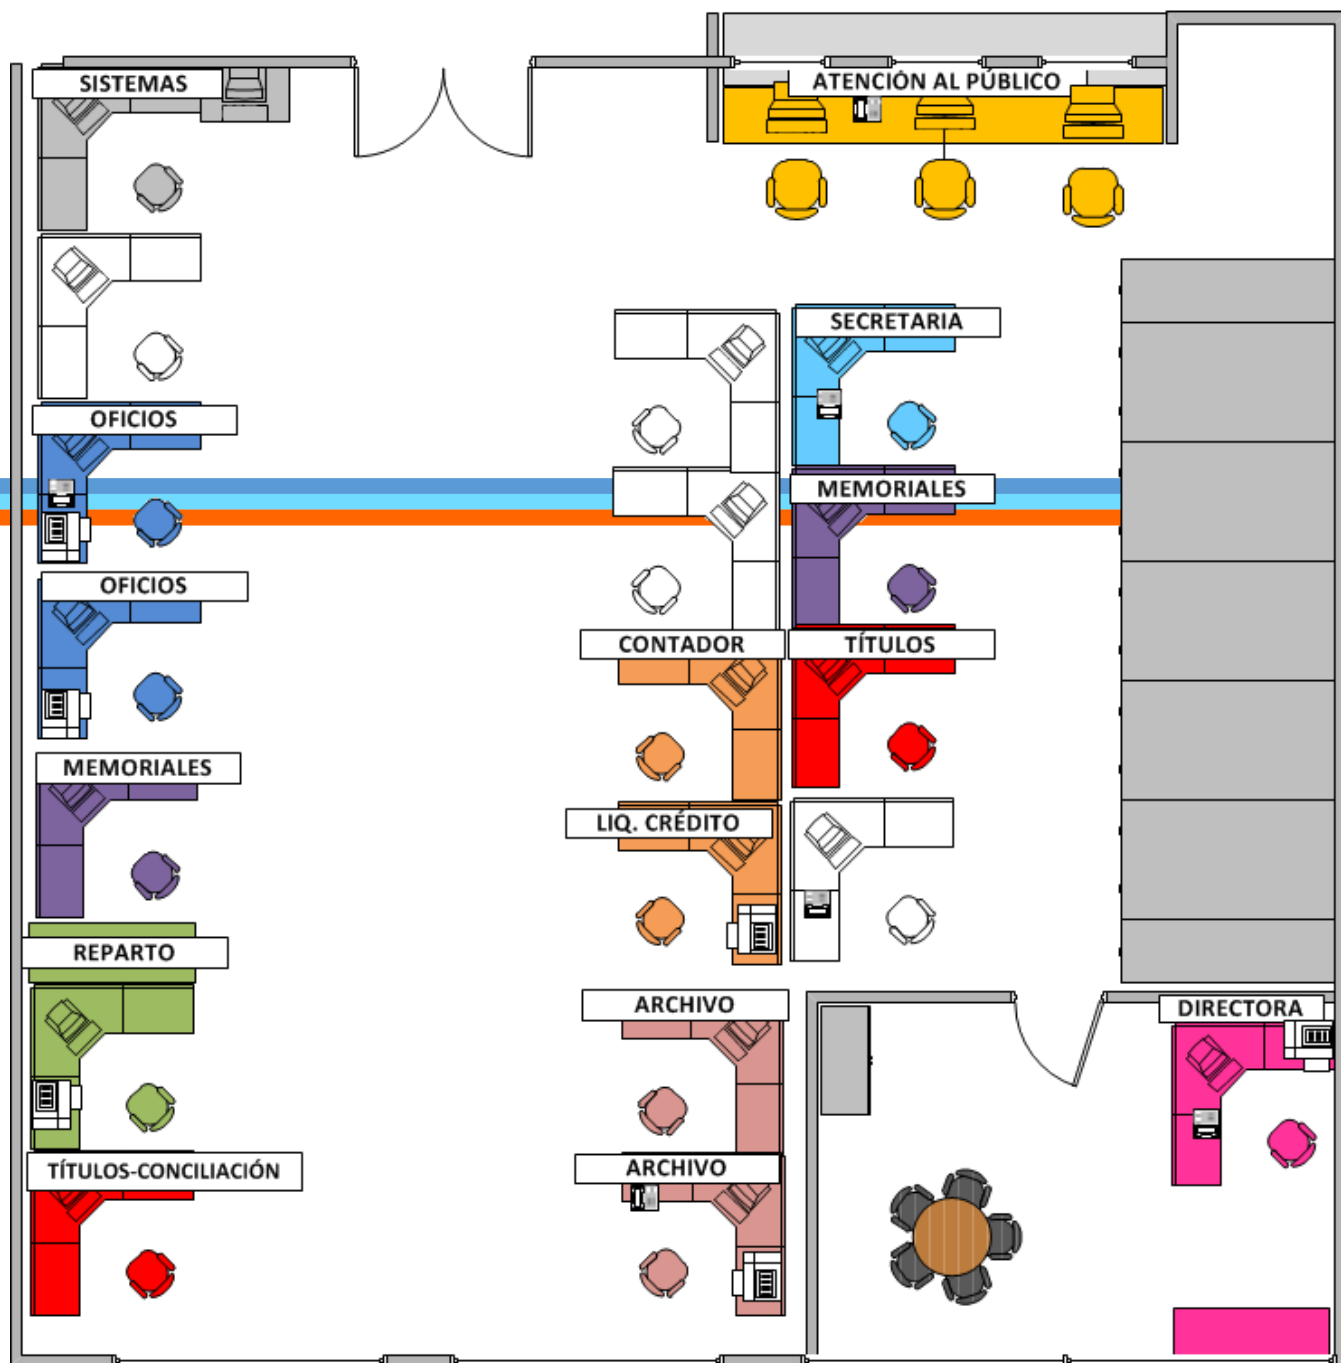 SISTEMAS
ATENCIÓN AL PÚBLICO
SECRETARIA
OFICIOS
MEMORIALES
OFICIOS
CONTADOR
TÍTULOS
MEMORIALES
LIQ. CRÉDITO
REPARTO
ARCHIVO
DIRECTORA
TÍTULOS-CONCILIACIÓN
ARCHIVO